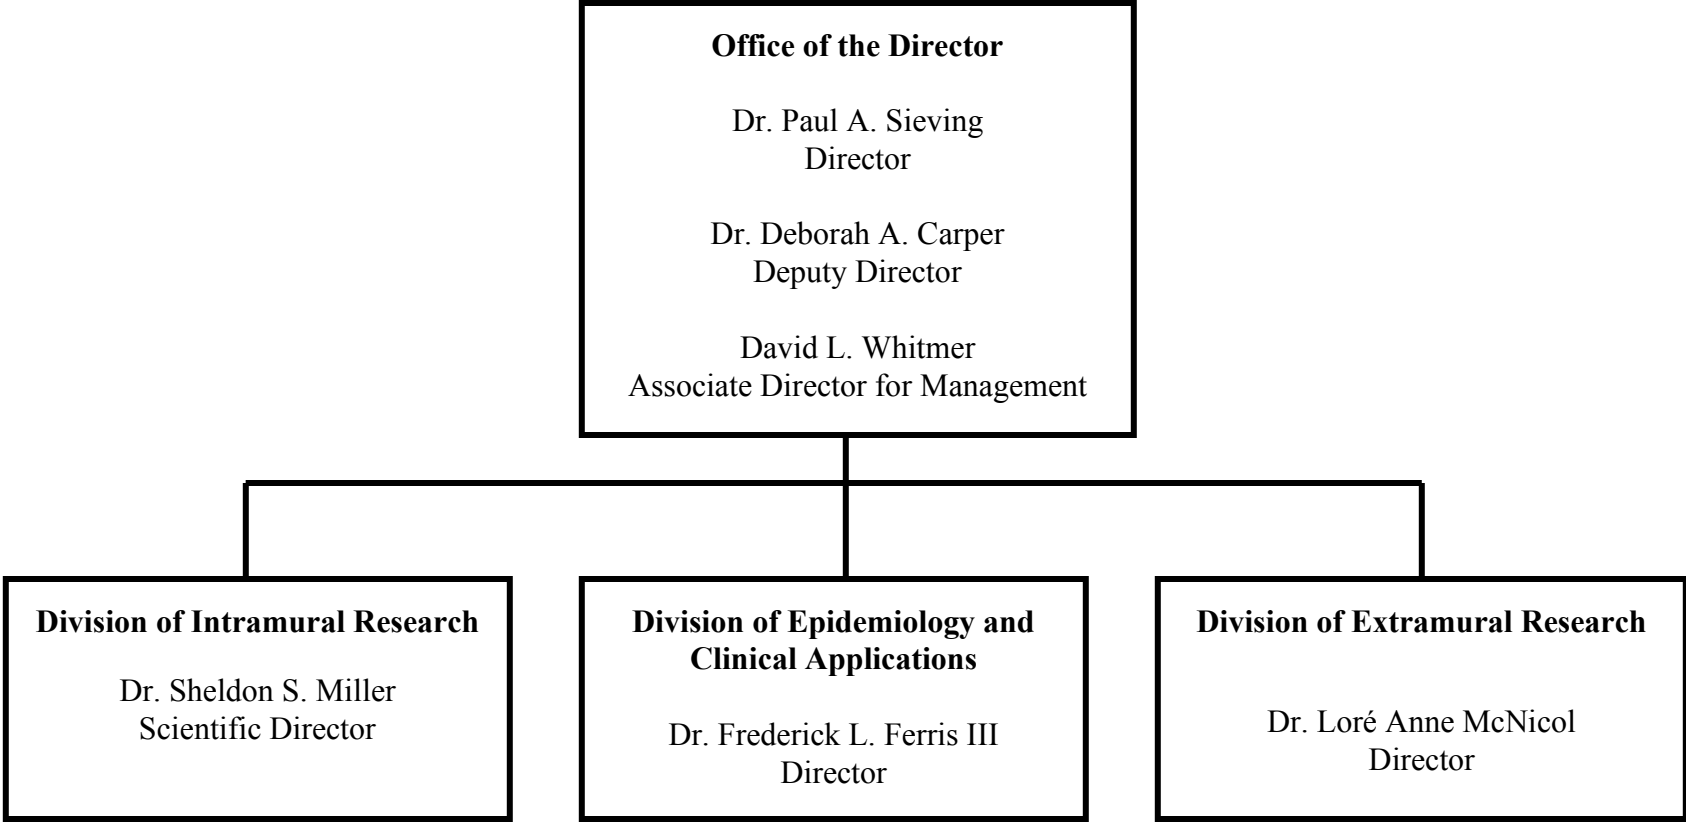 Office of the Director
Dr. Paul A. Sieving
Director
Dr. Deborah A. Carper
Deputy Director
David L. Whitmer
Associate Director for Management
Division of Intramural Research
Dr. Sheldon S. Miller
Scientific Director
Division of Epidemiology and
Clinical Applications
Dr. Frederick L. Ferris III
Director
Division of Extramural Research
Dr. Loré Anne McNicol
Director